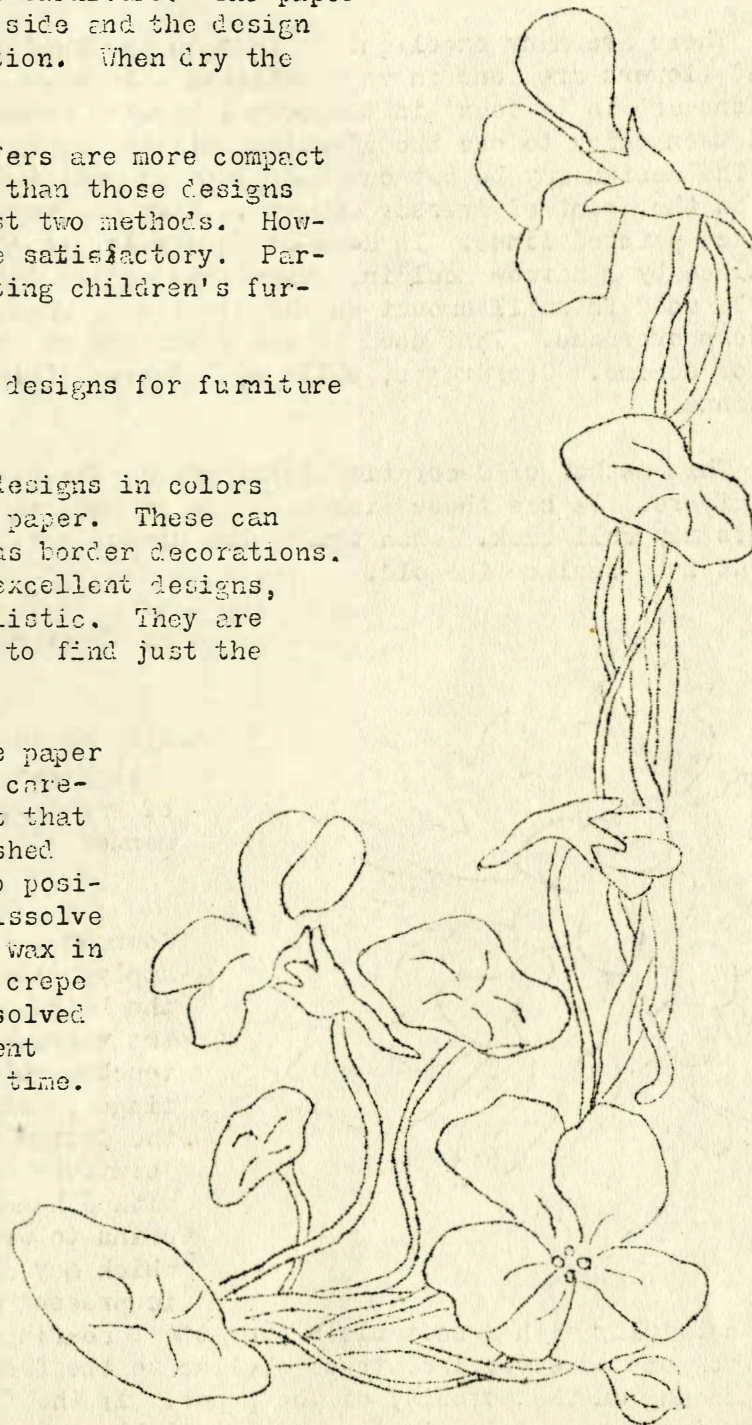 side and the design
tion. When dry the
fers are more compact
than those designs
st two methods. How-
e satisfactory. Par-
ting children's fur-
designs for furniture
designs in colors
paper. These can
as border decorations.
excellent designs,
listic. They are
to find just the
e paper
care-
t that
shed
o posi-
issolve
wax in
crepe
solved
ent
time.